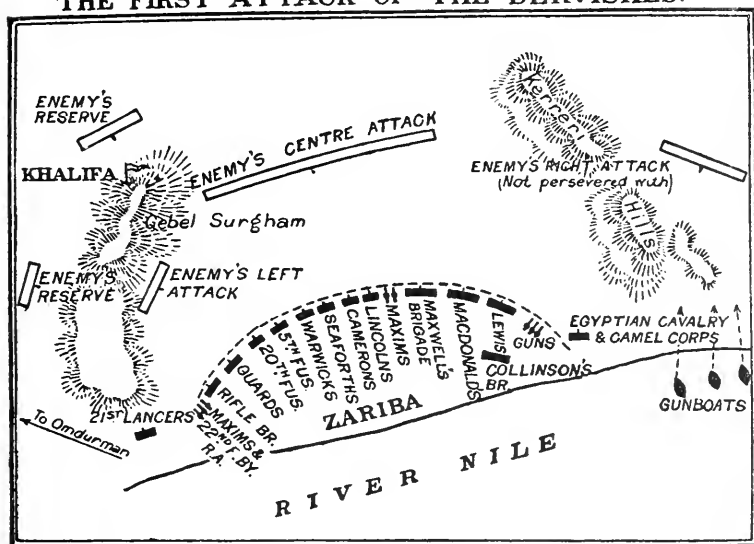 THE FIRST ATTACK OF THE DERVISHES.
ENEMY'S
RESERVE
KHALIFA
Gebel Surgham
ENEMY'S CENTRE ATTACK
Kerreri
Hills
ENEMY'S RIGHT ATTACK
(Not persevered with)
ENEMY'S
RESERVE
ENEMY'S LEFT
ATTACK
21ST LANCERS
To Omdurman
MAXIMS &
22ND F. BY.
R.A.
RIFLE BR.
GUARDS
20TH FUS.
5TH FUS.
WARWICKS
SEAFORTHS
CAMERONS
LINCOLNS
MAXIMS
MAXWELL'S
BRIGADE
MACDONALD'S
LEWIS
GUNS
COLLINSON'S
BR.
EGYPTIAN CAVALRY
& CAMEL CORPS
GUNBOATS
ZARIBA
RIVER NILE